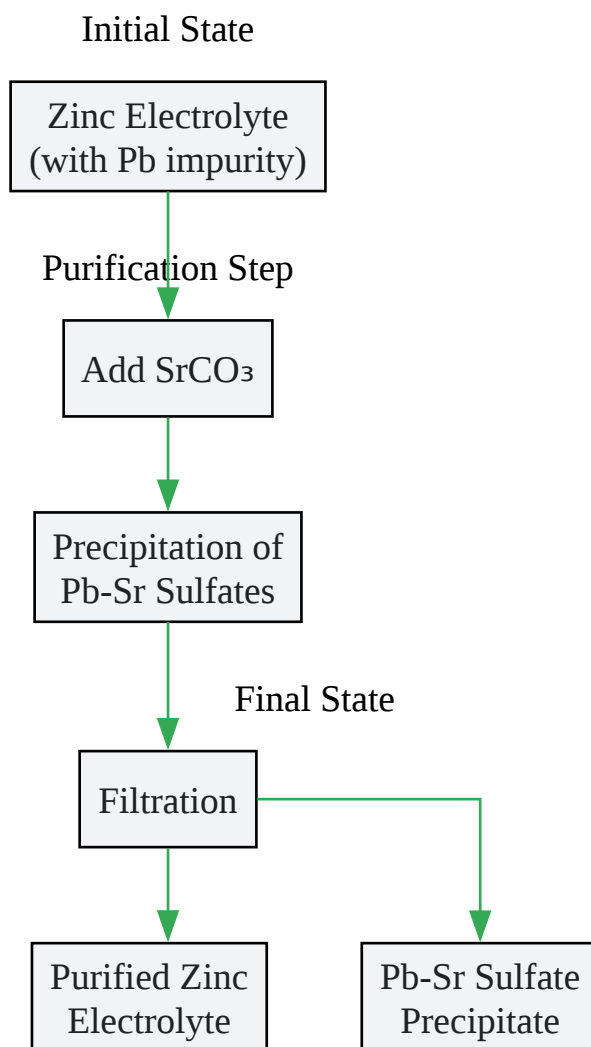 Initial State
Zinc Electrolyte
(with Pb impurity)
Purification Step
Add SrCO₃
Precipitation of
Pb-Sr Sulfates
Final State
Filtration
Purified Zinc
Electrolyte
Pb-Sr Sulfate
Precipitate